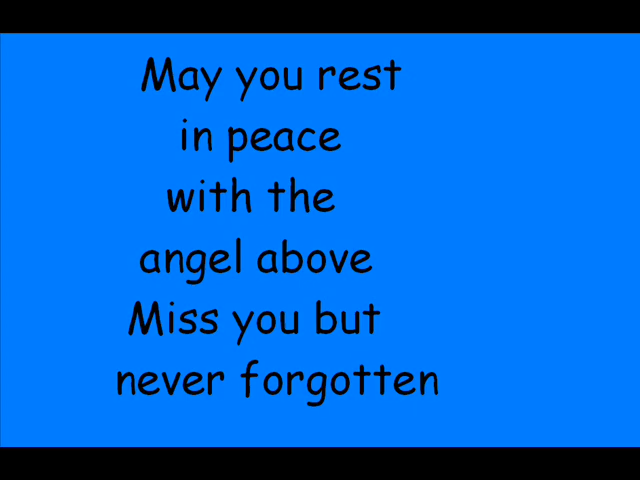 May you rest
in peace
with the
angel above
Miss you but
never forgotten